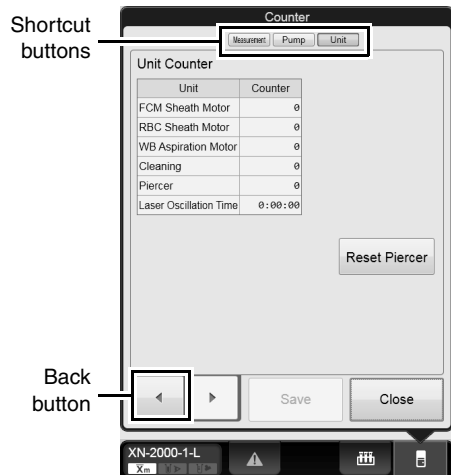 Counter
Shortcut
buttons
Measurement Pump Unit
Unit Counter
Unit Counter
FCM Sheath Motor 0
RBC Sheath Motor 0
WB Aspiration Motor 0
Cleaning 0
Piercer 0
Laser Oscillation Time 0:00:00
Reset Piercer
Back
button
Save Close
XN-2000-1-L
Xm